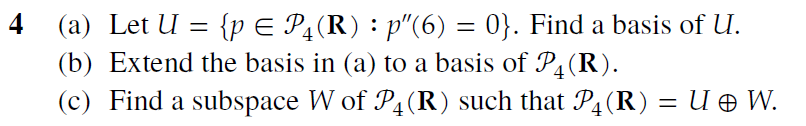 4 (a) Let U = {p ∈ 𝒫₄(𝐑) : p″(6) = 0}. Find a basis of U.
(b) Extend the basis in (a) to a basis of 𝒫₄(𝐑).
(c) Find a subspace W of 𝒫₄(𝐑) such that 𝒫₄(𝐑) = U ⊕ W.